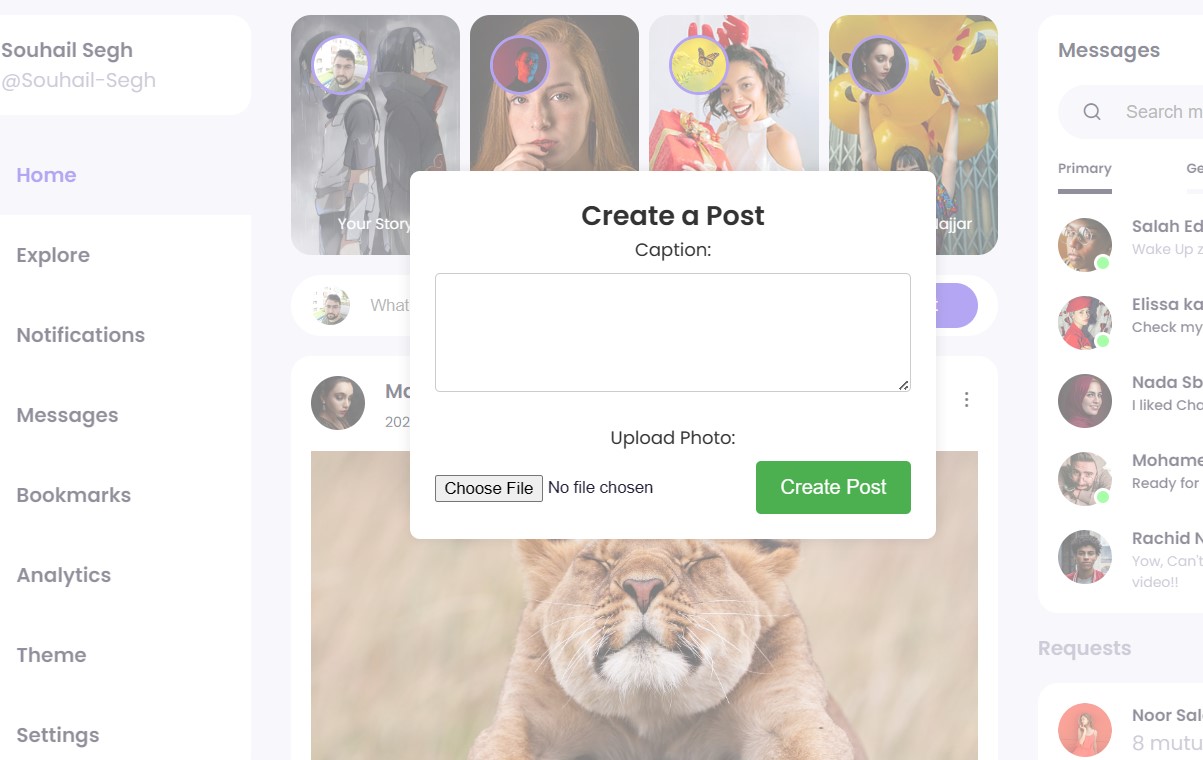 Souhail Segh
@Souhail-Segh
Home
Explore
Notifications
Messages
Bookmarks
Analytics
Theme
Settings
Your Story
ajjar
What
Create a Post
Caption:
Upload Photo:
Choose File No file chosen
Create Post
202
Messages
Search m
Primary
Ge
Salah Ed
Wake Up z
Elissa ka
Check my
Nada Sb
I liked Cha
Mohame
Ready for
Rachid N
Yow, Can't
video!!
Requests
Noor Sal
8 mutu